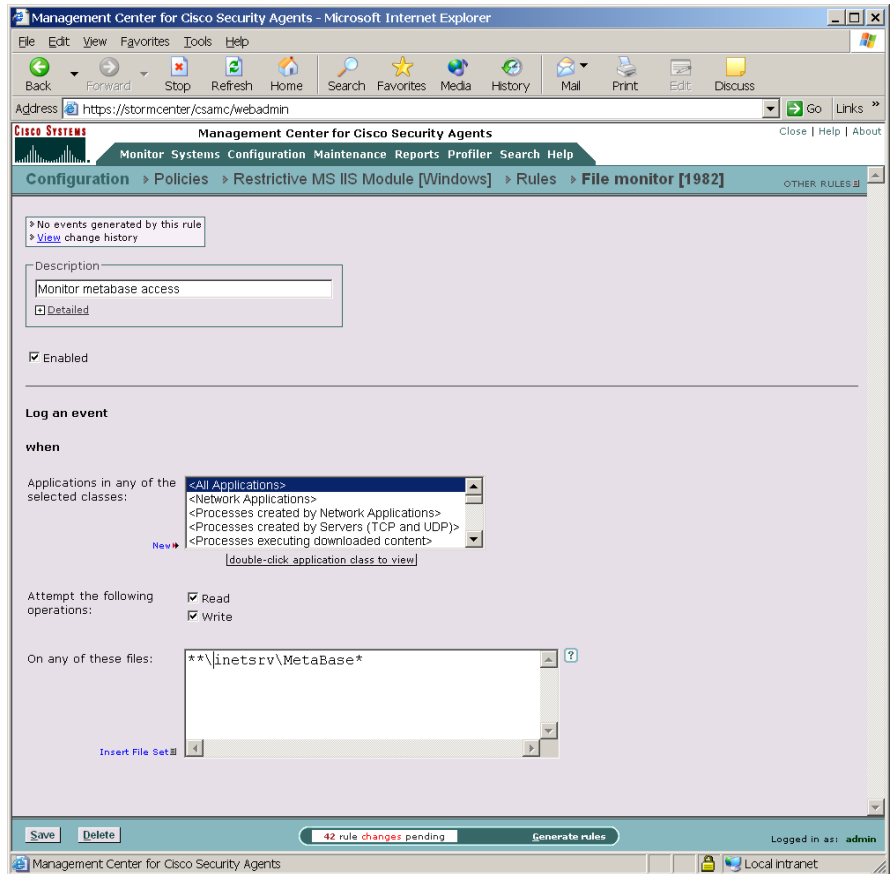 Management Center for Cisco Security Agents - Microsoft Internet Explorer
File Edit View Favorites Tools Help
Back Forward Stop Refresh Home Search Favorites Media History Mail Print Edit Discuss
Address https://stormcenter/csamc/webadmin Go Links »
CISCO SYSTEMS Management Center for Cisco Security Agents Close | Help | About
Monitor Systems Configuration Maintenance Reports Profiler Search Help
Configuration > Policies > Restrictive MS IIS Module [Windows] > Rules > File monitor [1982] OTHER RULES
No events generated by this rule
View change history
Description
Monitor metabase access
Detailed
Enabled
Log an event
when
Applications in any of the
selected classes:
<All Applications>
<Network Applications>
<Processes created by Network Applications>
<Processes created by Servers (TCP and UDP)>
<Processes executing downloaded content>
New
double-click application class to view
Attempt the following
operations:
Read
Write
On any of these files:
**\inetsrv\MetaBase*
?
Insert File Set
Save Delete 42 rule changes pending Generate rules Logged in as: admin
Management Center for Cisco Security Agents Local intranet